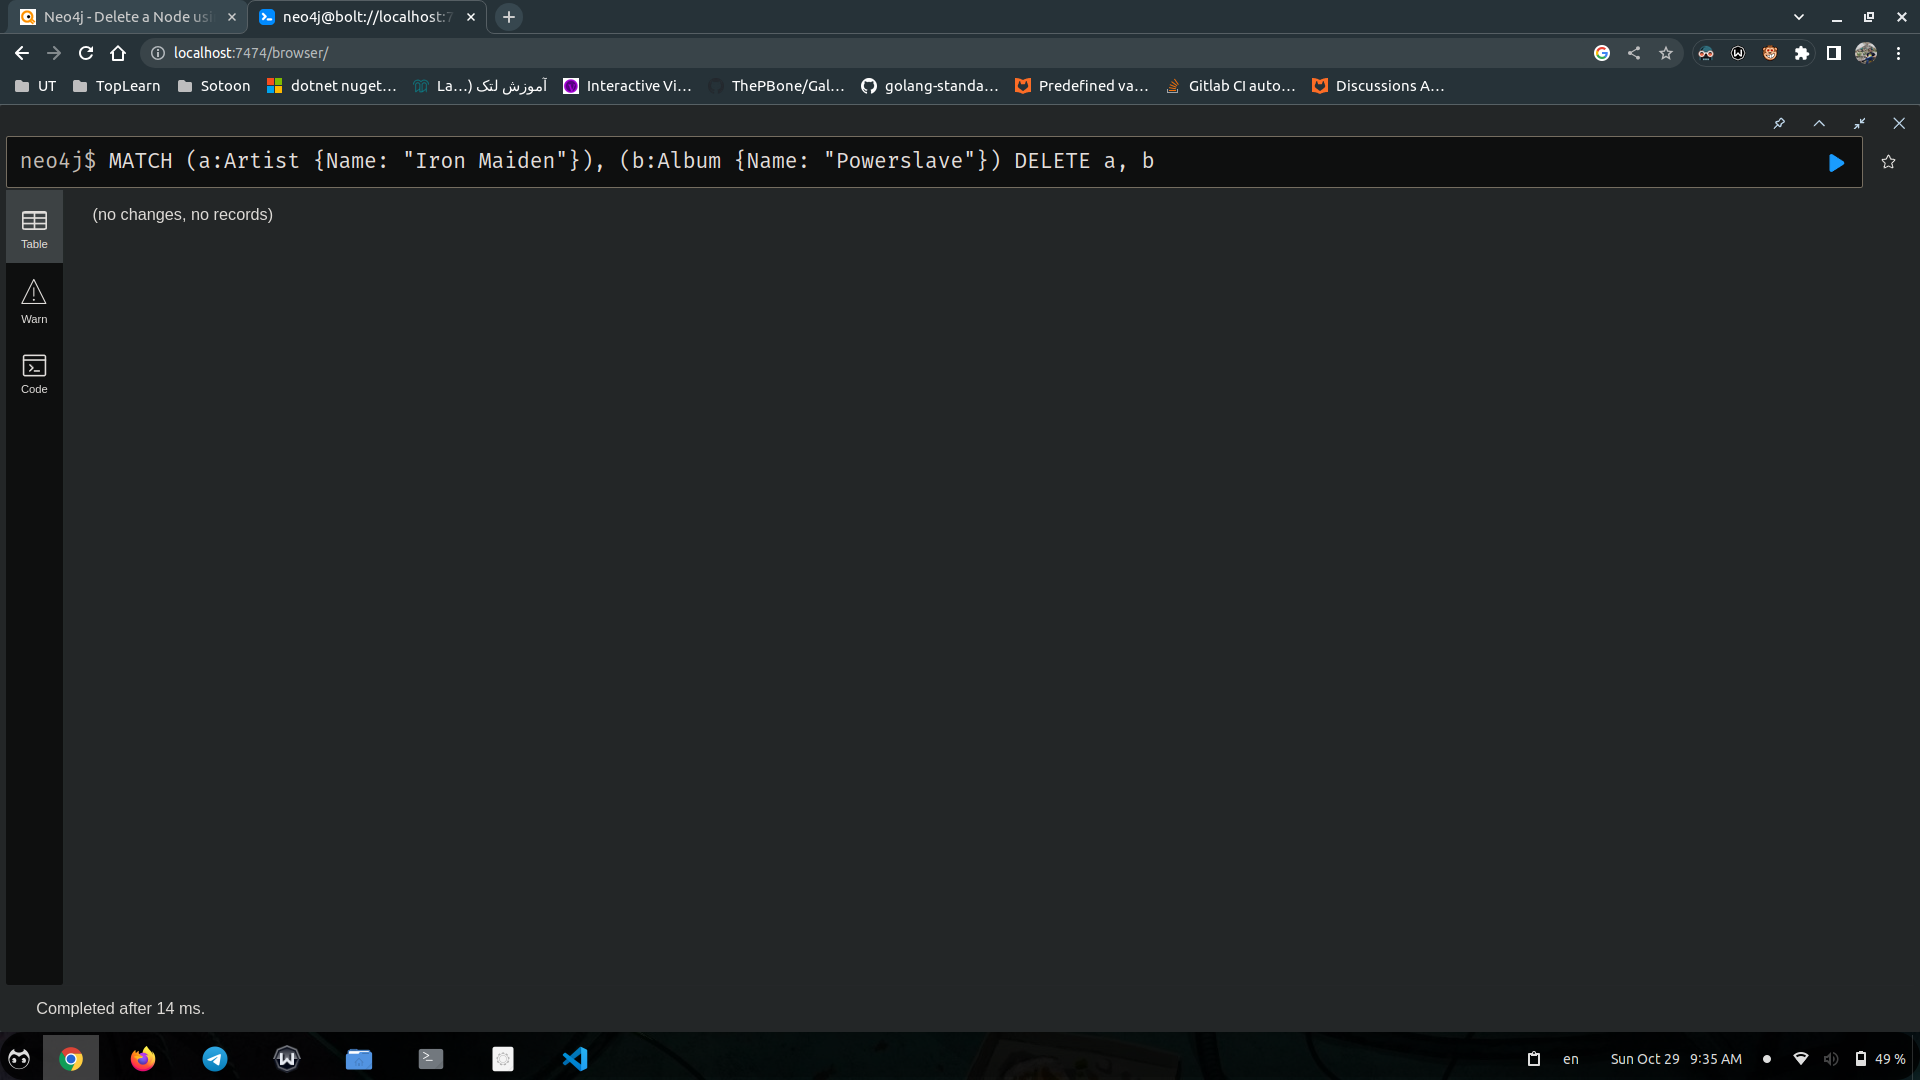 Neo4j - Delete a Node usi
neo4j@bolt://localhost:7
localhost:7474/browser/
UT
TopLearn
Sotoon
dotnet nuget...
آموزش لتک (...La
Interactive Vi...
ThePBone/Gal...
golang-standa...
Predefined va...
Gitlab CI auto...
Discussions A...
neo4j$ MATCH (a:Artist {Name: "Iron Maiden"}), (b:Album {Name: "Powerslave"}) DELETE a, b
(no changes, no records)
Table
Warn
Code
Completed after 14 ms.
en
Sun Oct 29 9:35 AM
49 %